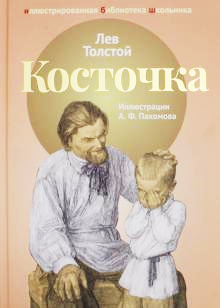 иллюстрированная библиотека школьника
Лев
Толстой
Косточка
Иллюстрации
А. Ф. Пахомова